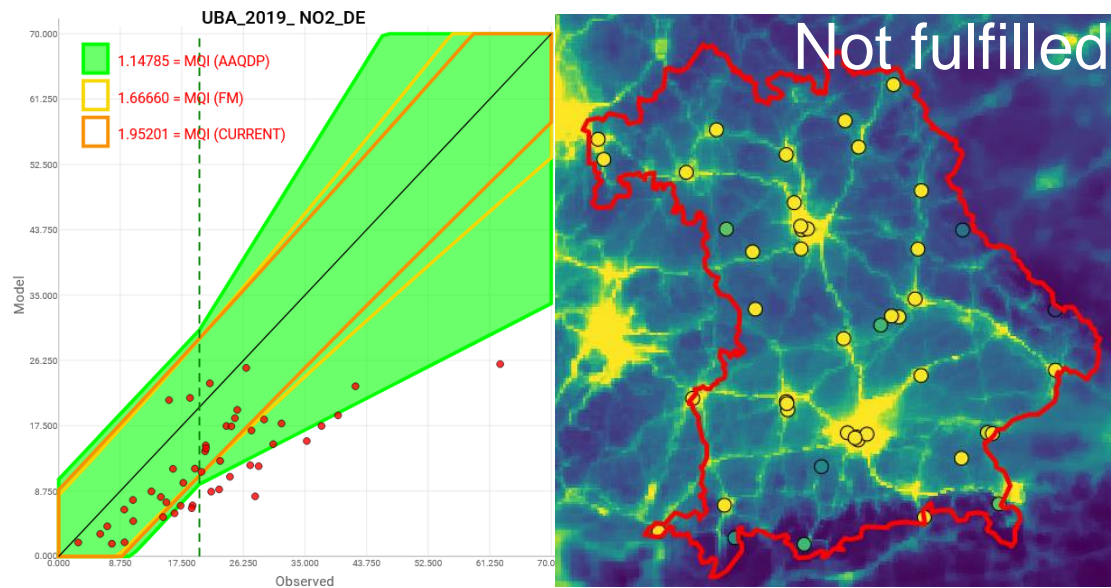 UBA_2019_ NO2_DE
Not fulfilled
1.14785 = MQI (AAQDP)
1.66660 = MQI (FM)
1.95201 = MQI (CURRENT)
70.000
61.250
52.500
43.750
35.000
26.250
17.500
8.750
0.000
Model
0.000 8.750 17.500 26.250 35.000 43.750 52.500 61.250
Observed